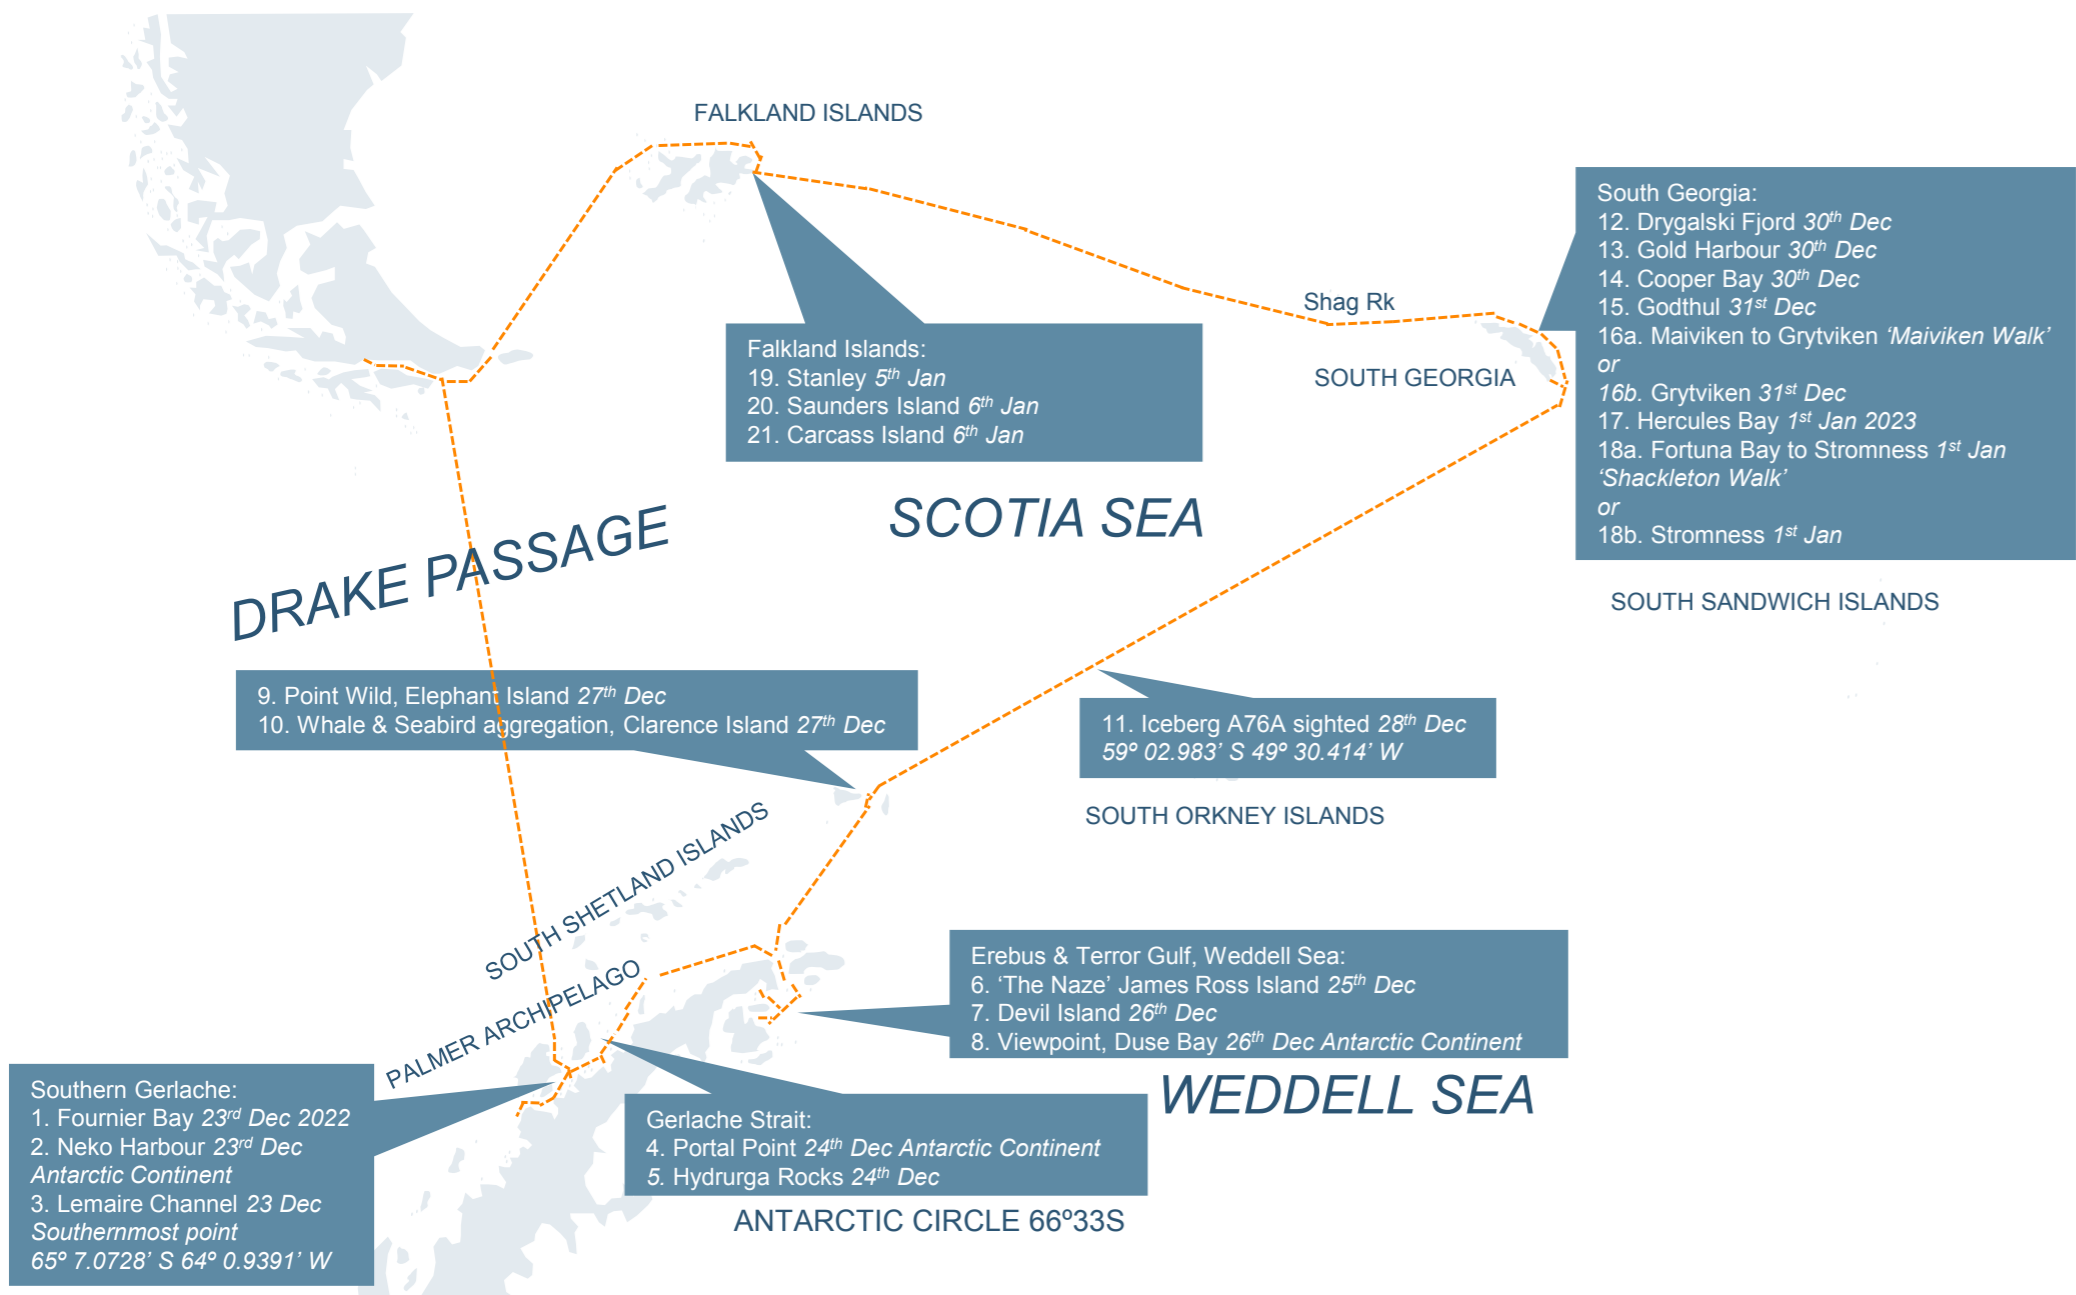 FALKLAND ISLANDS
South Georgia:
12. Drygalski Fjord 30th Dec
13. Gold Harbour 30th Dec
14. Cooper Bay 30th Dec
15. Godthul 31st Dec
16a. Maiviken to Grytviken ‘Maiviken Walk’
or
16b. Grytviken 31st Dec
17. Hercules Bay 1st Jan 2023
18a. Fortuna Bay to Stromness 1st Jan
‘Shackleton Walk’
or
18b. Stromness 1st Jan
Shag Rk
SOUTH GEORGIA
Falkland Islands:
19. Stanley 5th Jan
20. Saunders Island 6th Jan
21. Carcass Island 6th Jan
SCOTIA SEA
DRAKE PASSAGE
SOUTH SANDWICH ISLANDS
9. Point Wild, Elephant Island 27th Dec
10. Whale & Seabird aggregation, Clarence Island 27th Dec
11. Iceberg A76A sighted 28th Dec
59º 02.983’ S 49º 30.414’ W
SOUTH ORKNEY ISLANDS
SOUTH SHETLAND ISLANDS
PALMER ARCHIPELAGO
Erebus & Terror Gulf, Weddell Sea:
6. ‘The Naze’ James Ross Island 25th Dec
7. Devil Island 26th Dec
8. Viewpoint, Duse Bay 26th Dec Antarctic Continent
WEDDELL SEA
Southern Gerlache:
1. Fournier Bay 23rd Dec 2022
2. Neko Harbour 23rd Dec
Antarctic Continent
3. Lemaire Channel 23 Dec
Southernmost point
65º 7.0728’ S 64º 0.9391’ W
Gerlache Strait:
4. Portal Point 24th Dec Antarctic Continent
5. Hydrurga Rocks 24th Dec
ANTARCTIC CIRCLE 66º33S